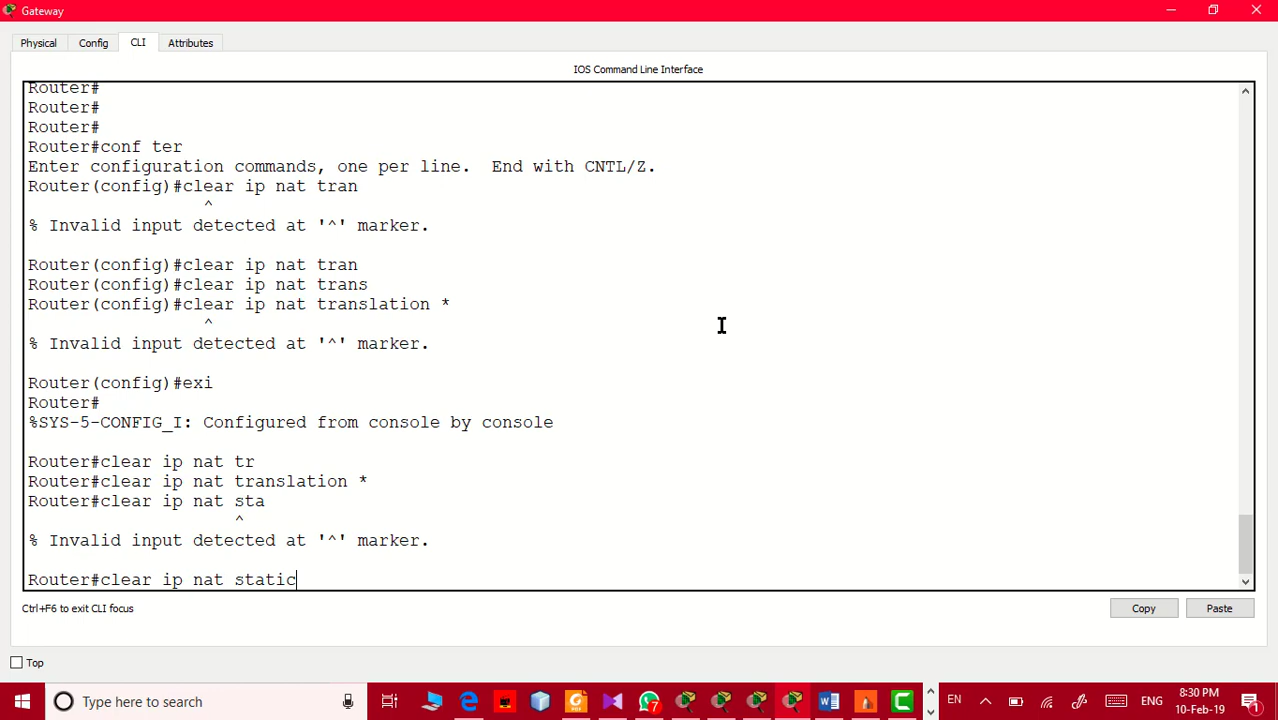 Gateway
Physical Config CLI Attributes
IOS Command Line Interface
Router#
Router#
Router#
Router#conf ter
Enter configuration commands, one per line.  End with CNTL/Z.
Router(config)#clear ip nat tran
^
% Invalid input detected at '^' marker.
Router(config)#clear ip nat tran
Router(config)#clear ip nat trans
Router(config)#clear ip nat translation *
^
% Invalid input detected at '^' marker.
Router(config)#exi
Router#
%SYS-5-CONFIG_I: Configured from console by console
Router#clear ip nat tr
Router#clear ip nat translation *
Router#clear ip nat sta
^
% Invalid input detected at '^' marker.
Router#clear ip nat static
Ctrl+F6 to exit CLI focus
Copy Paste
Top
Type here to search
7
EN
ENG
8:30 PM
10-Feb-19
1